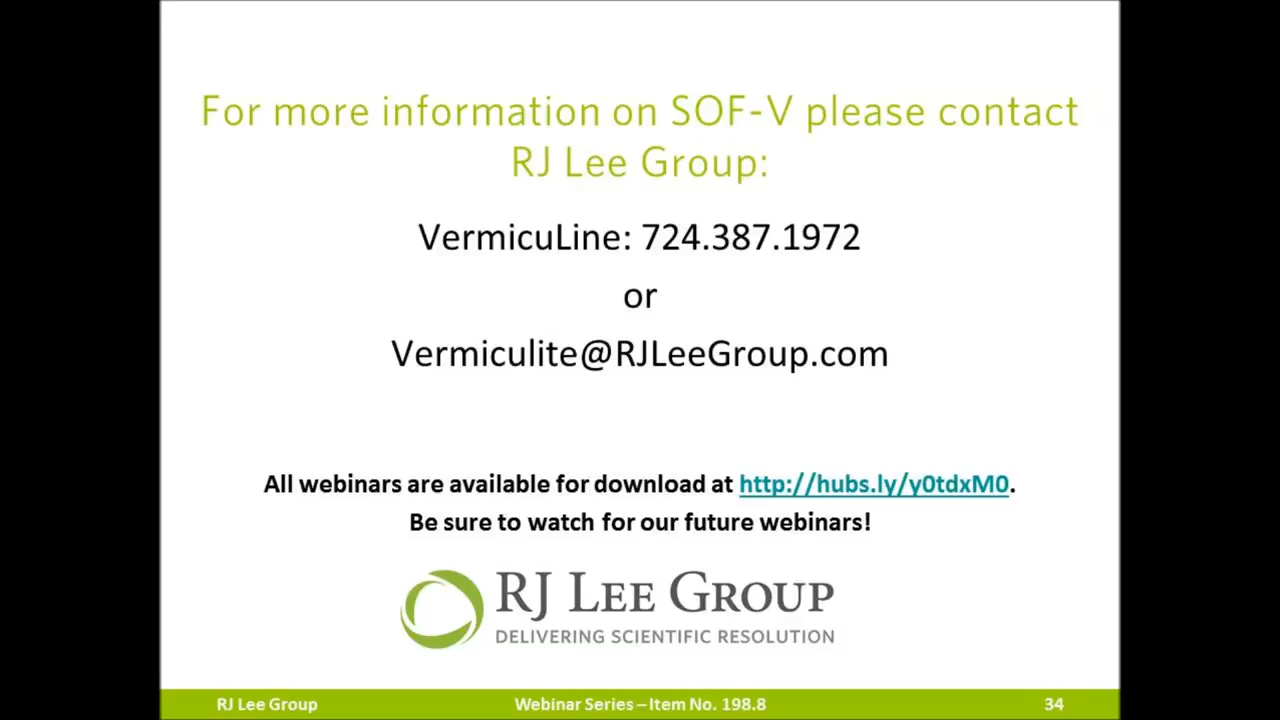 For more information on SOF-V please contact
RJ Lee Group:
VermicuLine: 724.387.1972
or
Vermiculite@RJLeeGroup.com
All webinars are available for download at http://hubs.ly/y0tdxM0.
Be sure to watch for our future webinars!
RJ LEE GROUP
DELIVERING SCIENTIFIC RESOLUTION
RJ Lee Group Webinar Series – Item No. 198.8 34